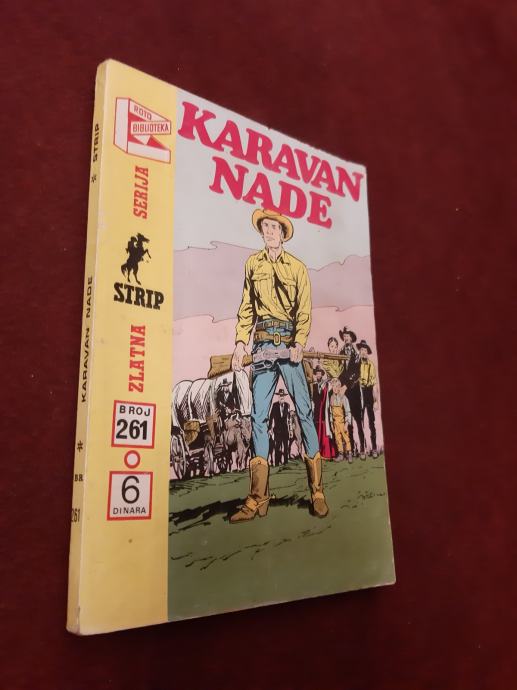 ROTO
BIBLIOTEKA
ZLATNA SERIJA
STRIP
BROJ
261
6
DINARA
KARAVAN
NADE
261 BR * KARAVAN NADE * STRIP